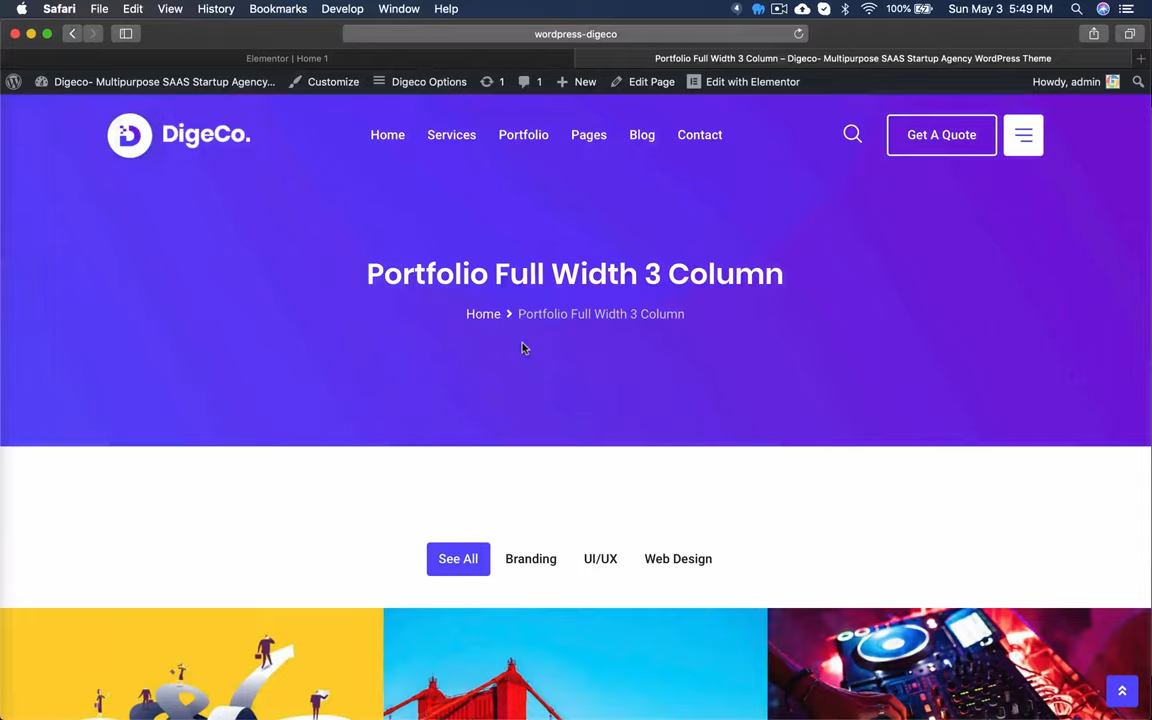 Safari File Edit View History Bookmarks Develop Window Help 100% Sun May 3 5:49 PM
wordpress-digeco
Elementor | Home 1 Portfolio Full Width 3 Column – Digeco- Multipurpose SAAS Startup Agency WordPress Theme
Digeco- Multipurpose SAAS Startup Agency... Customize Digeco Options 1 1 New Edit Page Edit with Elementor Howdy, admin
DigeCo. Home Services Portfolio Pages Blog Contact Get A Quote
Portfolio Full Width 3 Column
Home Portfolio Full Width 3 Column
See All Branding UI/UX Web Design